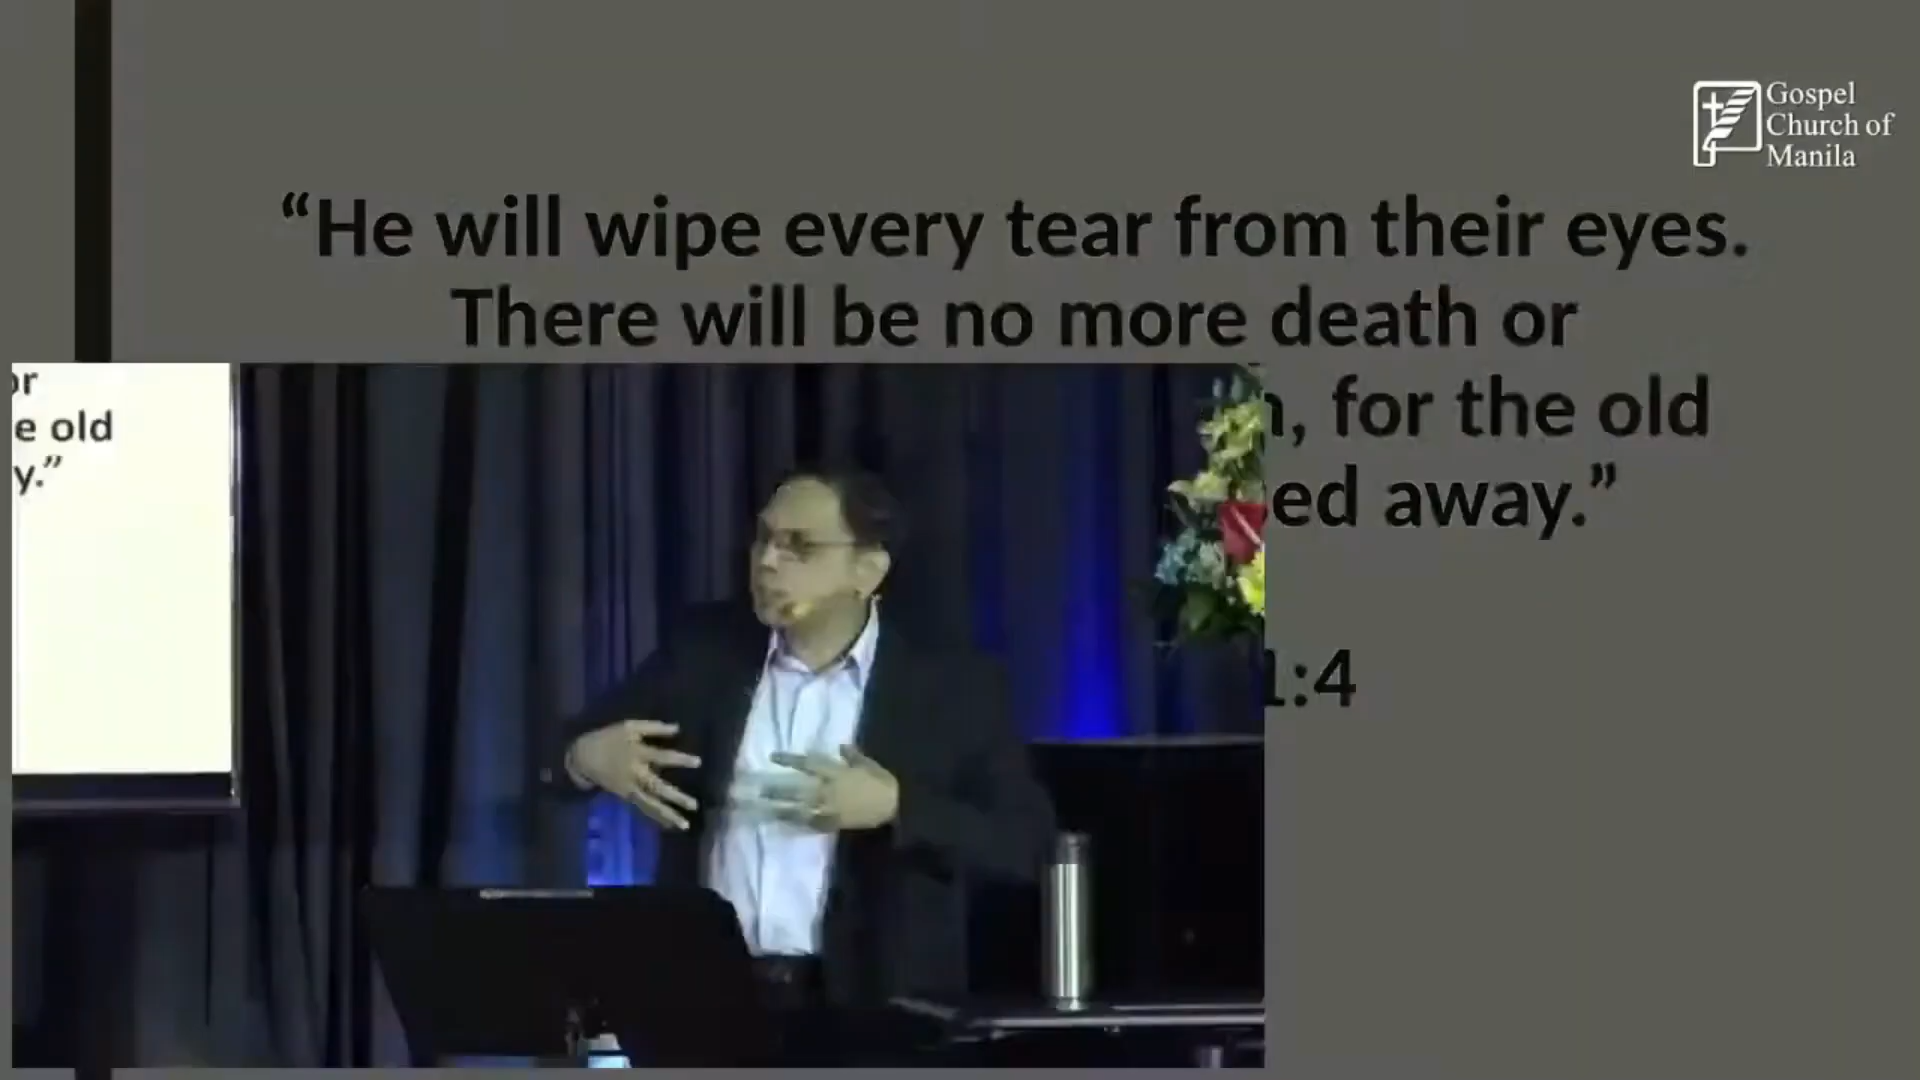 Gospel
Church of
Manila
“He will wipe every tear from their eyes.
There will be no more death or
for the old
away.”
1:4
or
e old
y.”